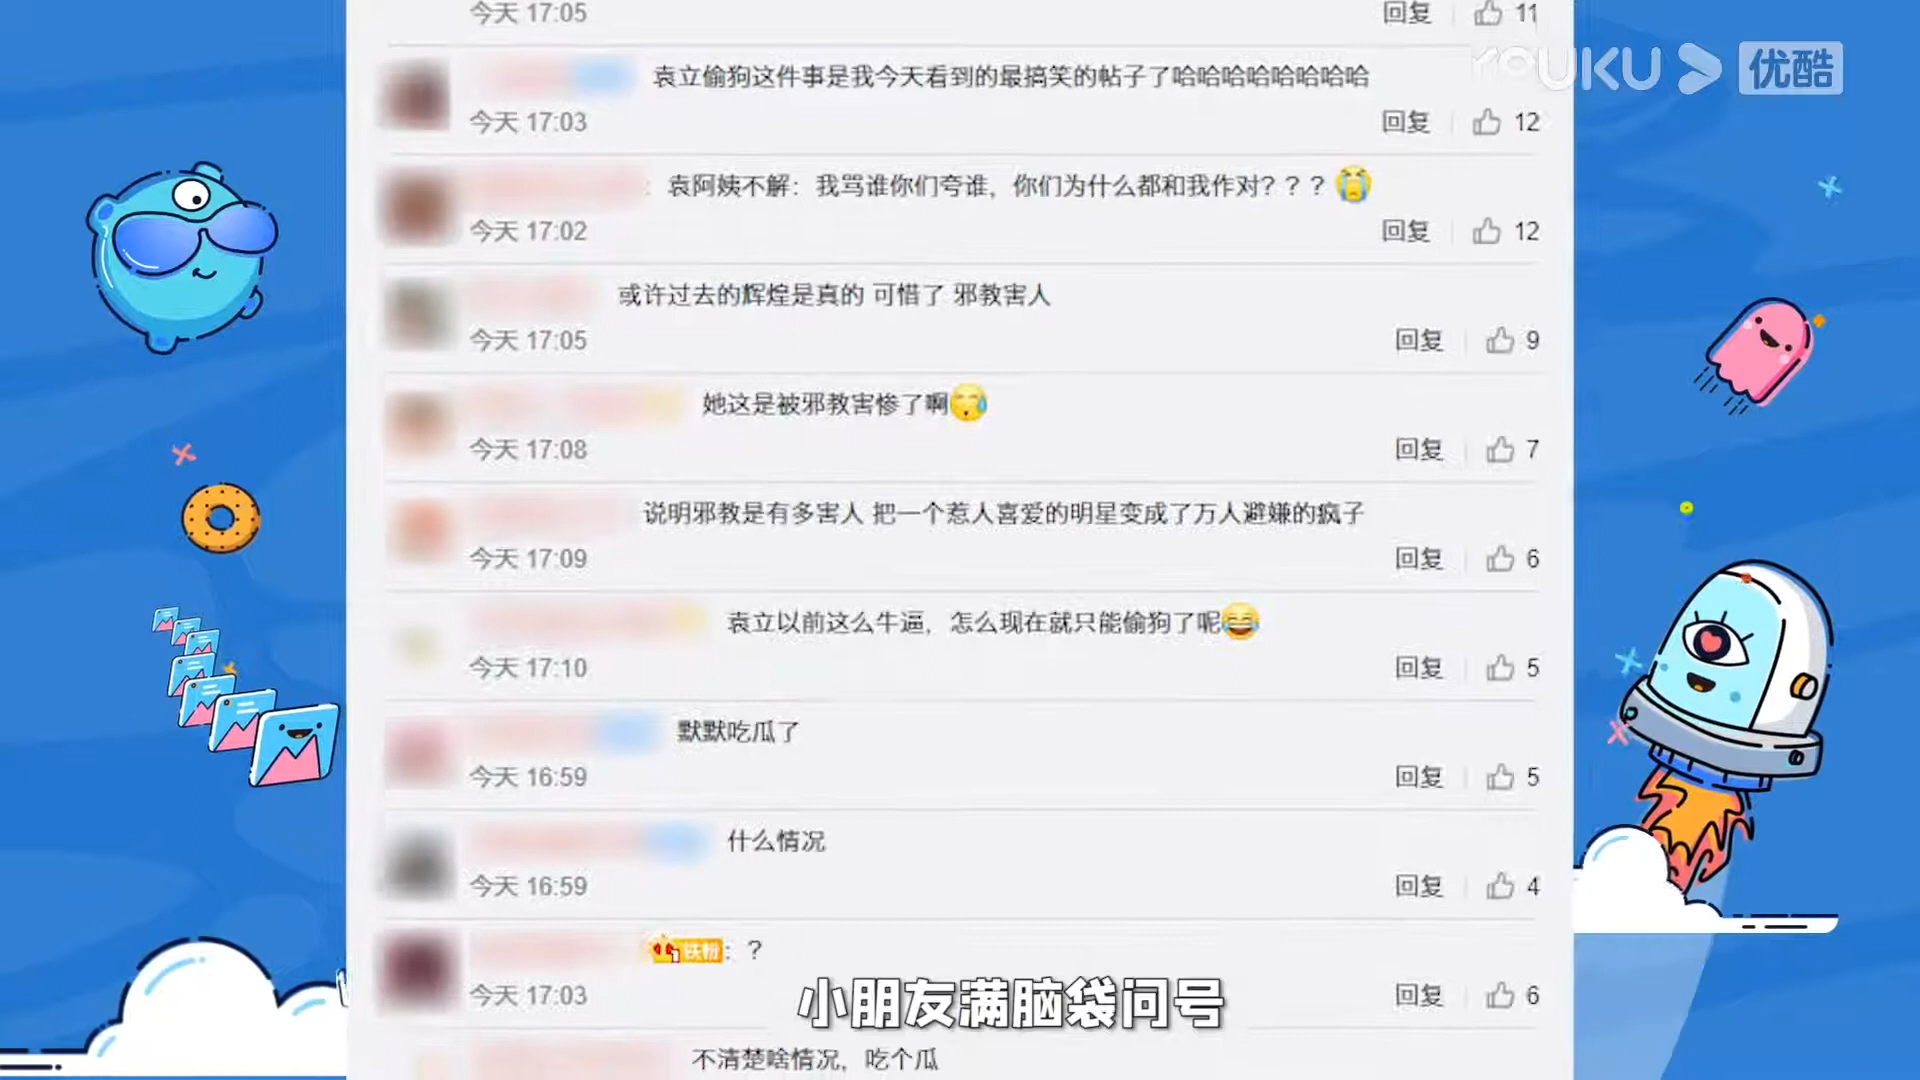 今天 17:05 回复 11
YOUKU 优酷
袁立偷狗这件事是我今天看到的最搞笑的帖子了哈哈哈哈哈哈哈哈
今天 17:03 回复 12
: 袁阿姨不解：我骂谁你们夸谁，你们为什么都和我作对？？？
今天 17:02 回复 12
或许过去的辉煌是真的 可惜了 邪教害人
今天 17:05 回复 9
她这是被邪教害惨了啊
今天 17:08 回复 7
说明邪教是有多害人 把一个惹人喜爱的明星变成了万人避嫌的疯子
今天 17:09 回复 6
袁立以前这么牛逼，怎么现在就只能偷狗了呢
今天 17:10 回复 5
默默吃瓜了
今天 16:59 回复 5
什么情况
今天 16:59 回复 4
铁粉 : ？
今天 17:03 回复 6
小朋友满脑袋问号
不清楚啥情况，吃个瓜